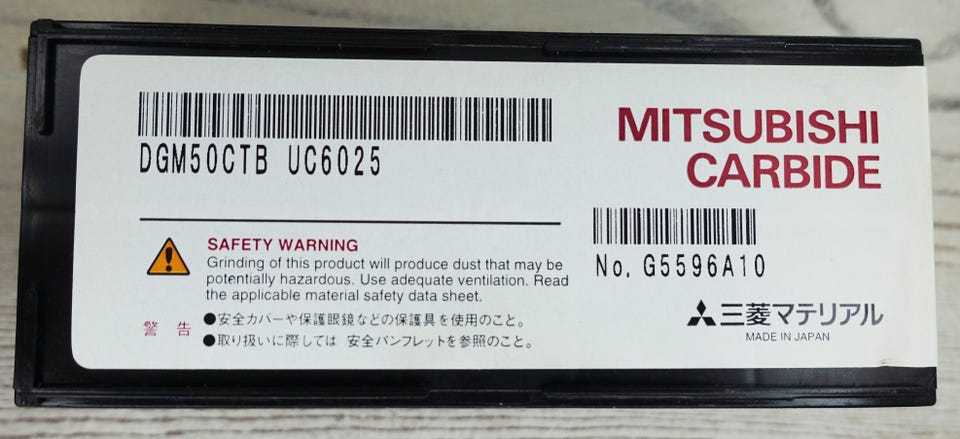 DGM50CTB UC6025
MITSUBISHI
CARBIDE
No. G5596A10
SAFETY WARNING
Grinding of this product will produce dust that may be
potentially hazardous. Use adequate ventilation. Read
the applicable material safety data sheet.
警告
●安全カバーや保護眼鏡などの保護具を使用のこと。
●取り扱いに際しては 安全パンフレットを参照のこと。
三菱マテリアル
MADE IN JAPAN